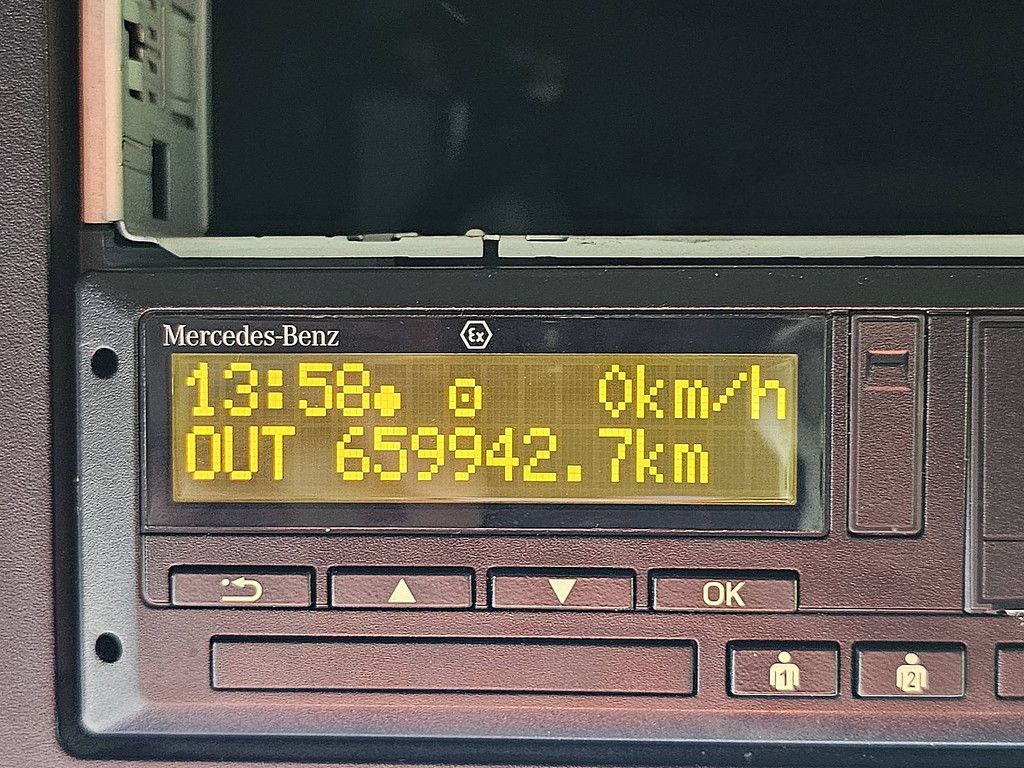 Mercedes-Benz Ex
13:58 0km/h
OUT 659942.7km
OK
1 2